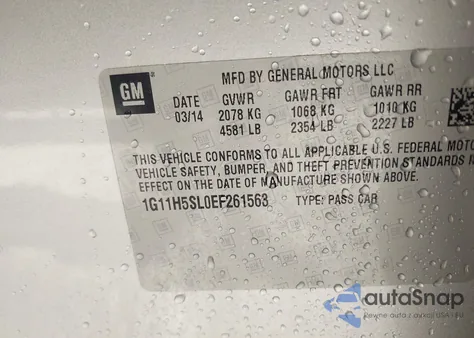 GM
MFD BY GENERAL MOTORS LLC
DATE GVWR GAWR FRT GAWR RR
03/14 2078 KG 1068 KG 1010 KG
4581 LB 2354 LB 2227 LB
THIS VEHICLE CONFORMS TO ALL APPLICABLE U.S. FEDERAL MOTO
VEHICLE SAFETY, BUMPER, AND THEFT PREVENTION STANDARDS IN
EFFECT ON THE DATE OF MANUFACTURE SHOWN ABOVE.
1G11H5SL0EF261563 TYPE: PASS CAR
autoSnap